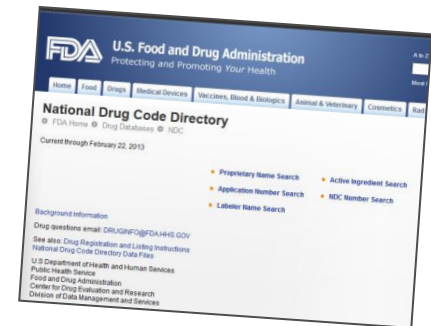 FDA U.S. Food and Drug Administration
Protecting and Promoting Your Health
A to Z
Home Food Drugs Medical Devices Vaccines, Blood & Biologics Animal & Veterinary Cosmetics Rad
National Drug Code Directory
FDA Home Drug Databases NDC
Current through February 22, 2013
Proprietary Name Search
Active Ingredient Search
Application Number Search
NDC Number Search
Labeler Name Search
Background Information
Drug questions email: DRUGINFO@FDA.HHS.GOV
See also: Drug Registration and Listing Instructions
National Drug Code Directory Data Files
U.S Department of Health and Human Services
Public Health Service
Food and Drug Administration
Center for Drug Evaluation and Research
Division of Data Management and Services